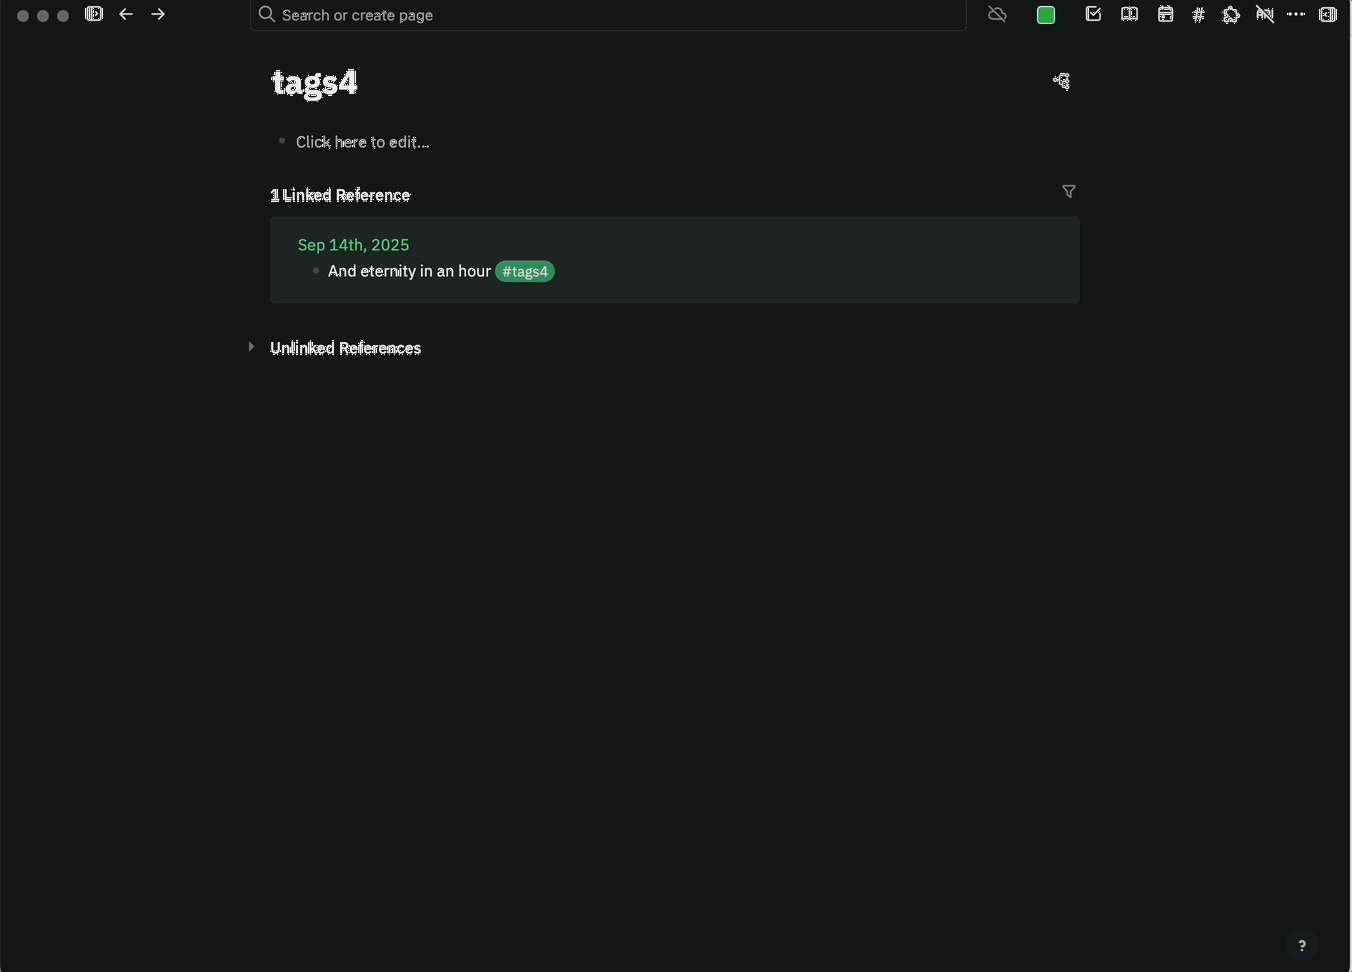 Search or create page
#
API
tags4
Click here to edit...
1 Linked Reference
Sep 14th, 2025
And eternity in an hour #tags4
Unlinked References
?